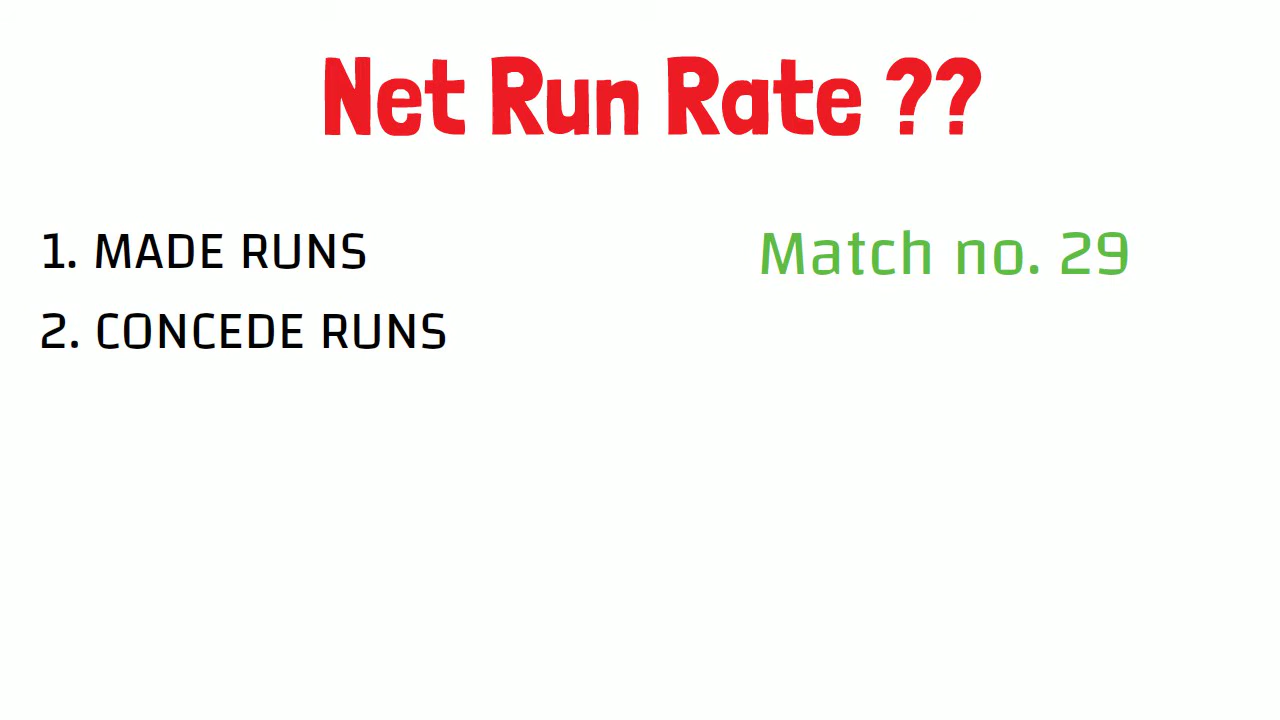 Net Run Rate ??
1. MADE RUNS
Match no. 29
2. CONCEDE RUNS